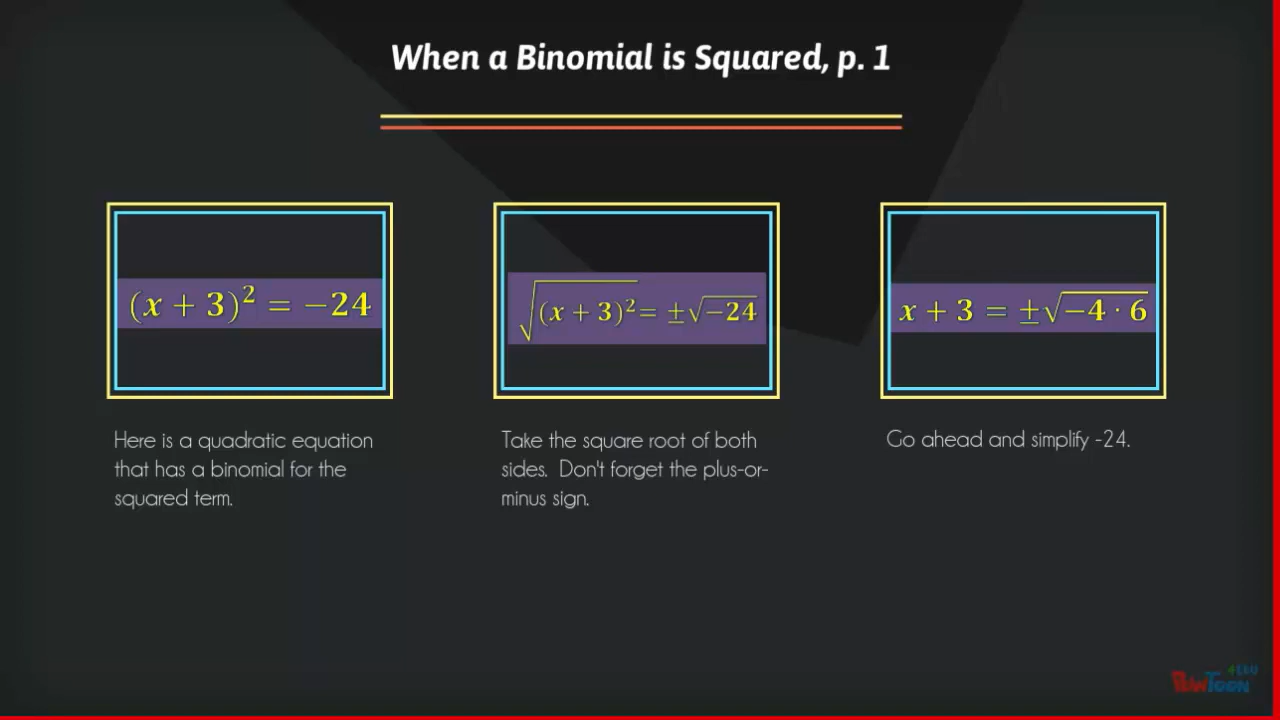 When a Binomial is Squared, p. 1
(x + 3)² = −24
√(x + 3)² = ±√−24
x + 3 = ±√−4 · 6
Here is a quadratic equation
that has a binomial for the
squared term.
Take the square root of both
sides. Don't forget the plus-or-
minus sign.
Go ahead and simplify -24.
POWTOON
4EDU